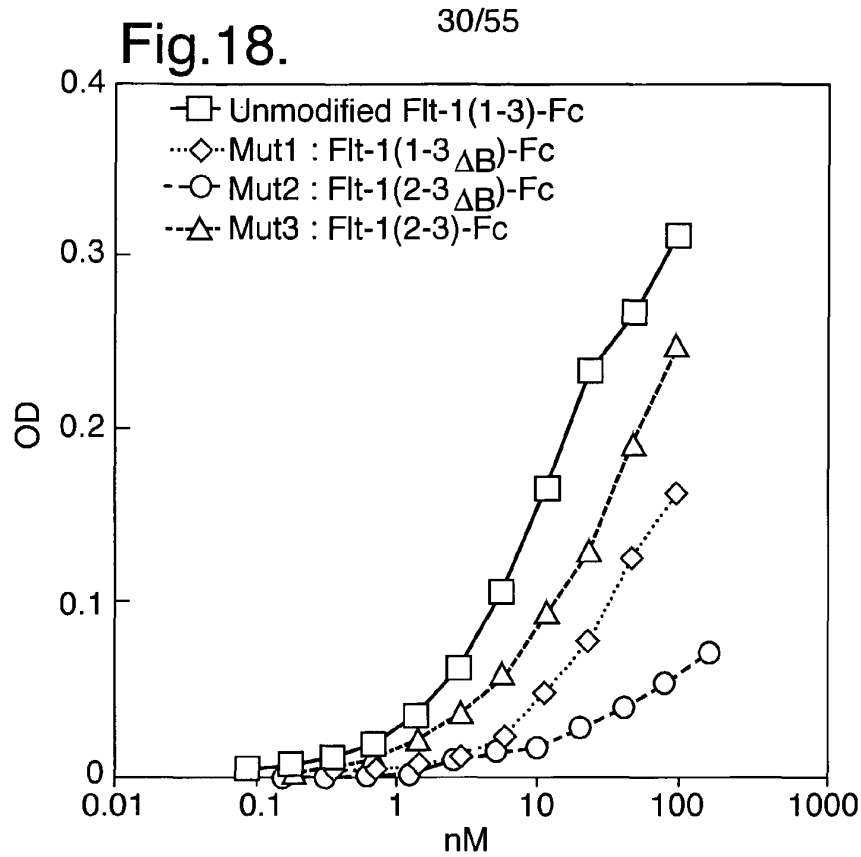 30/55
Fig.18.
0.4
Unmodified Flt-1(1-3)-Fc
Mut1 : Flt-1(1-3ΔB)-Fc
Mut2 : Flt-1(2-3ΔB)-Fc
Mut3 : Flt-1(2-3)-Fc
0.3
OD
0.2
0.1
0
0.01 0.1 1 10 100 1000
nM